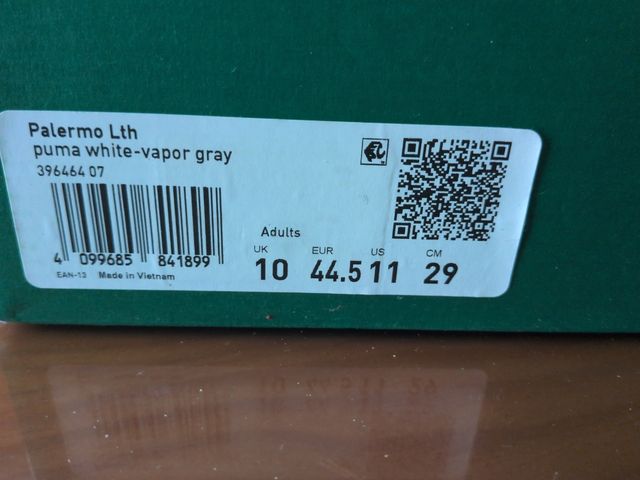 Palermo Lth
puma white-vapor gray
396464 07
4 099685 841899
EAN-13 Made in Vietnam
Adults
UK EUR US CM
10 44.5 11 29